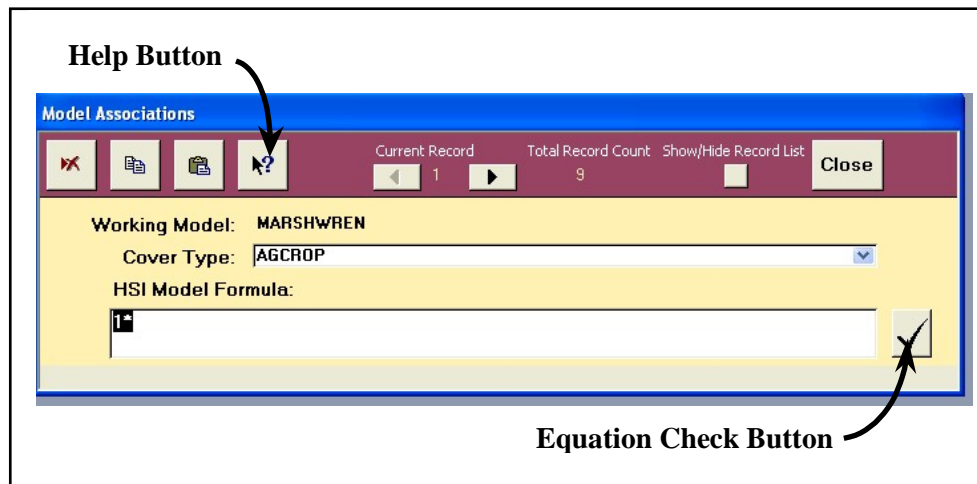 Help Button
Model Associations
?
Current Record Total Record Count Show/Hide Record List
1 9
Close
Working Model: MARSHWREN
Cover Type: AGCROP
HSI Model Formula:
1*
Equation Check Button